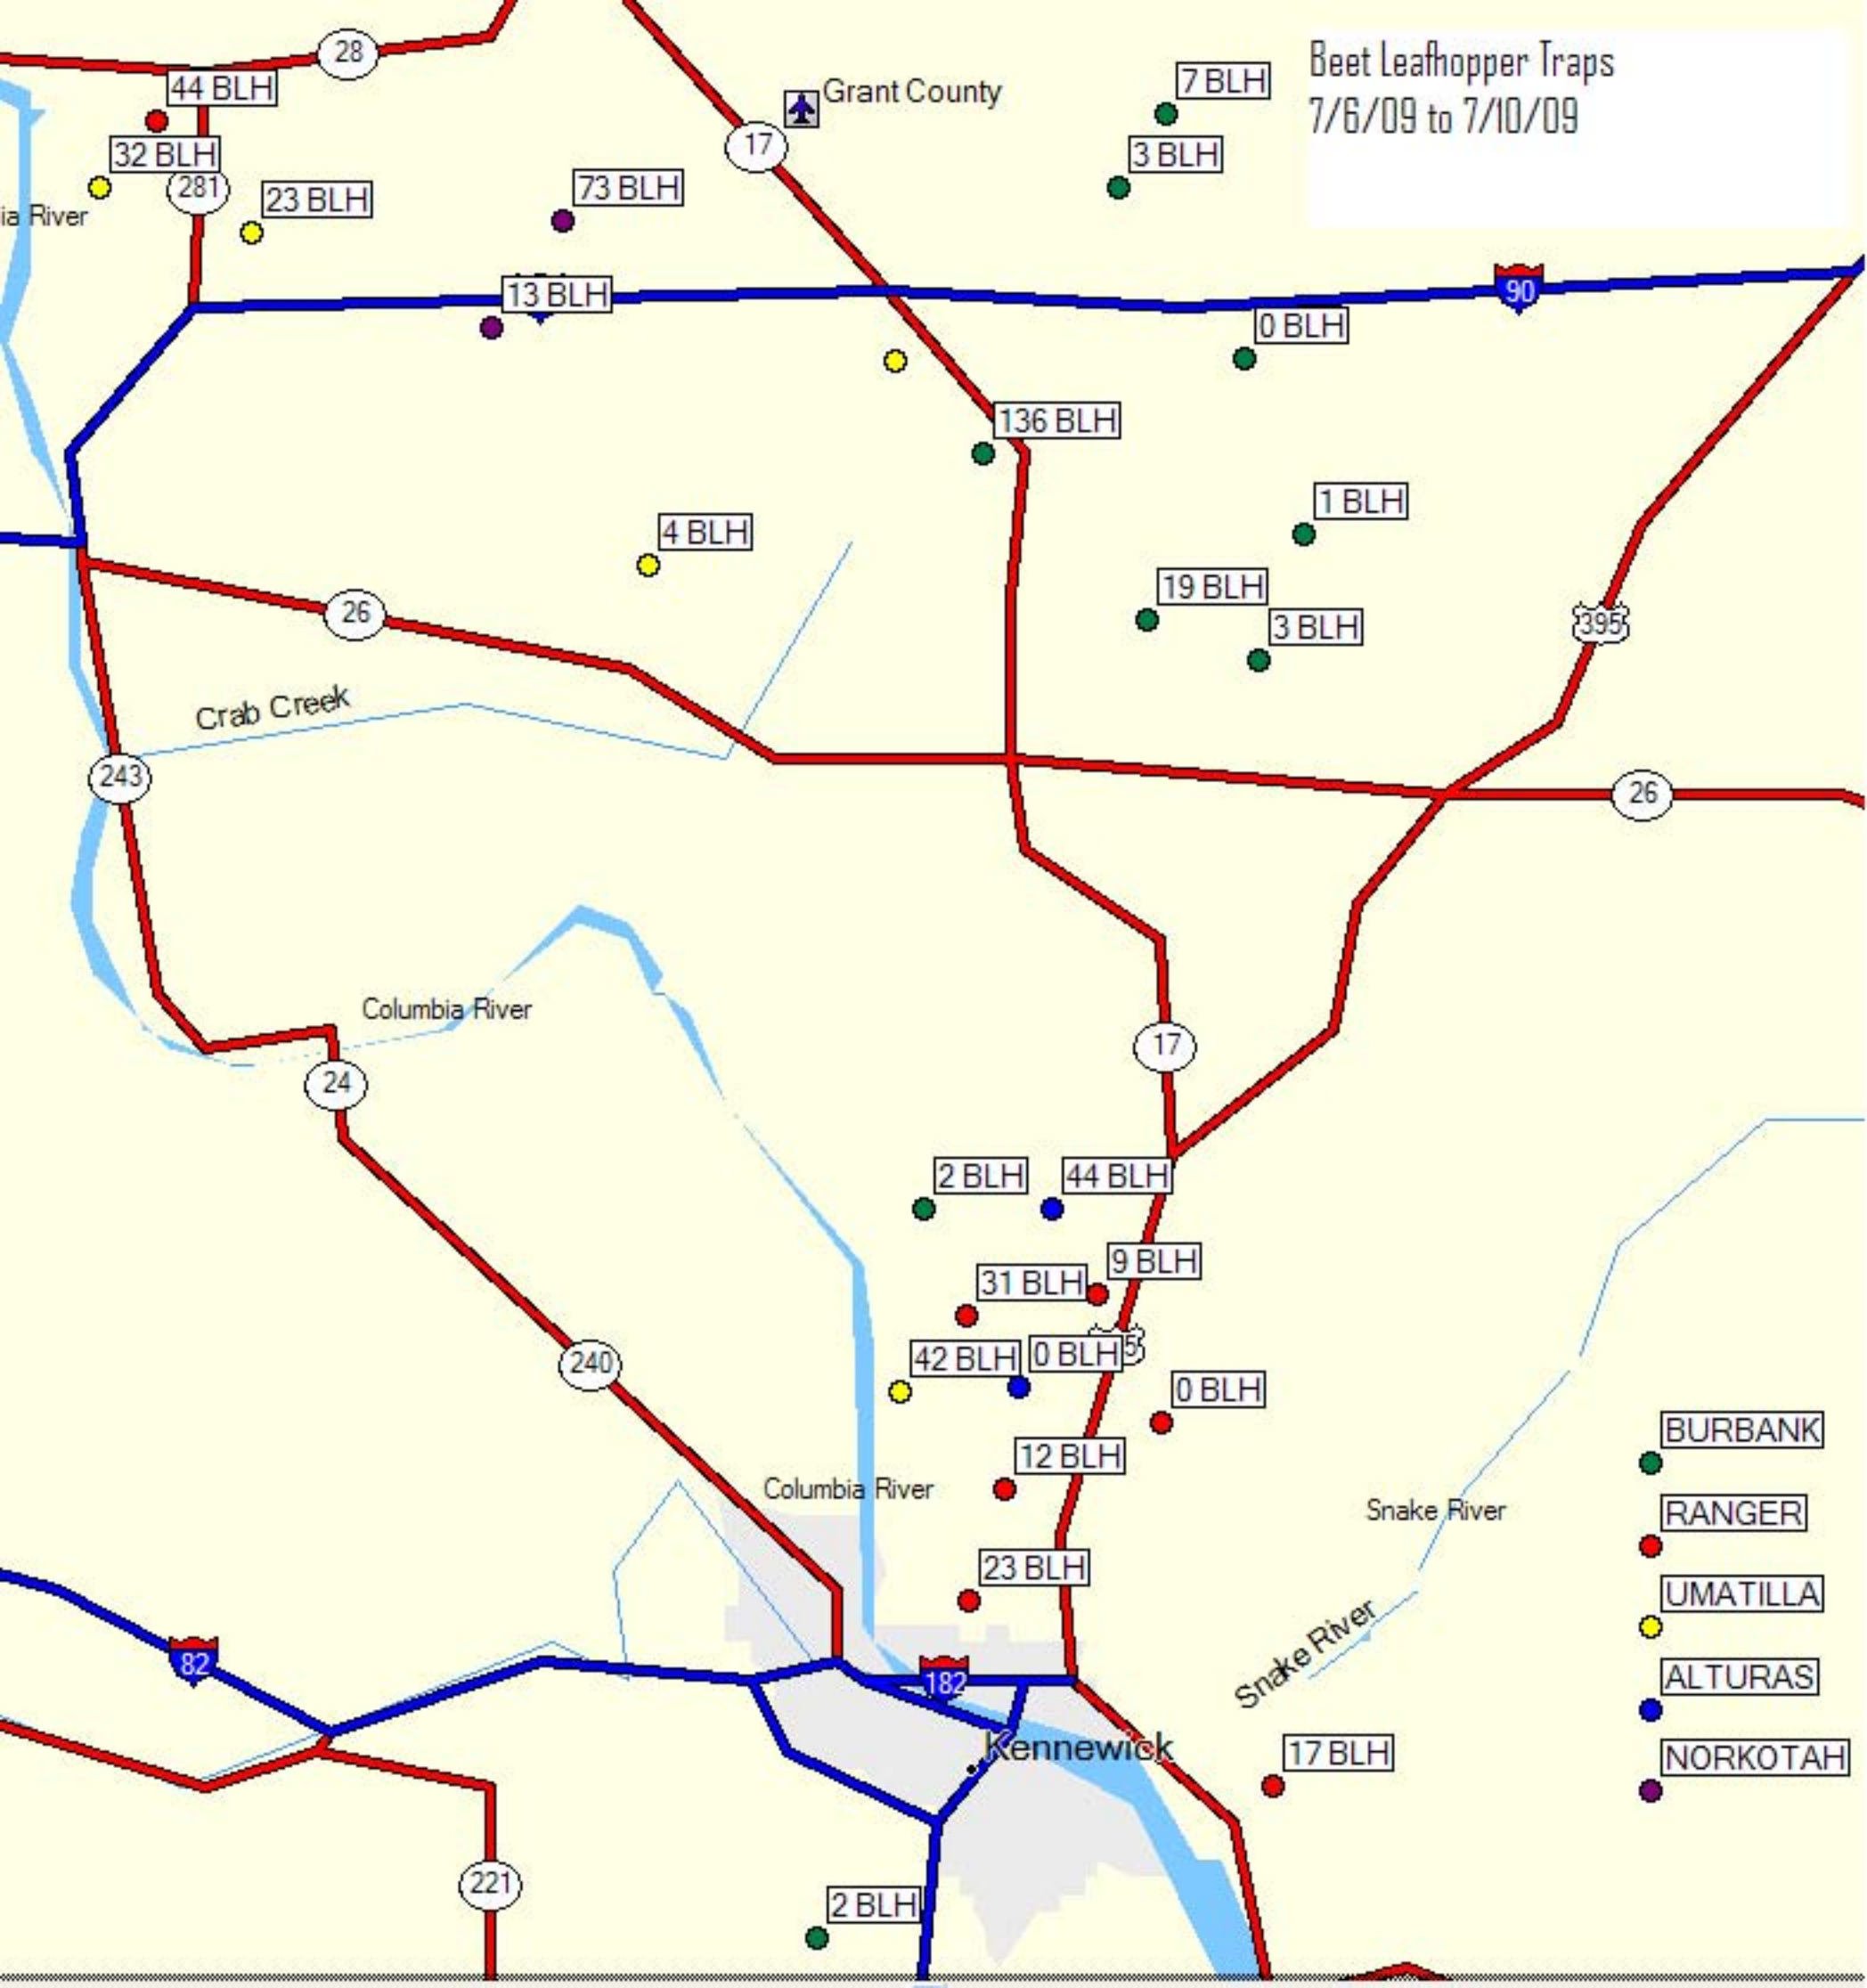 Beet Leafhopper Traps
7/6/09 to 7/10/09
28
44 BLH
Grant County
7 BLH
17
3 BLH
32 BLH
281
23 BLH
73 BLH
ia River
13 BLH
90
0 BLH
136 BLH
1 BLH
4 BLH
19 BLH
26
3 BLH
395
Crab Creek
243
26
Columbia River
17
24
2 BLH
44 BLH
9 BLH
31 BLH
240
42 BLH
0 BLH
5
0 BLH
12 BLH
Columbia River
Snake River
23 BLH
Snake River
82
182
Kennewick
17 BLH
221
2 BLH
BURBANK
RANGER
UMATILLA
ALTURAS
NORKOTAH